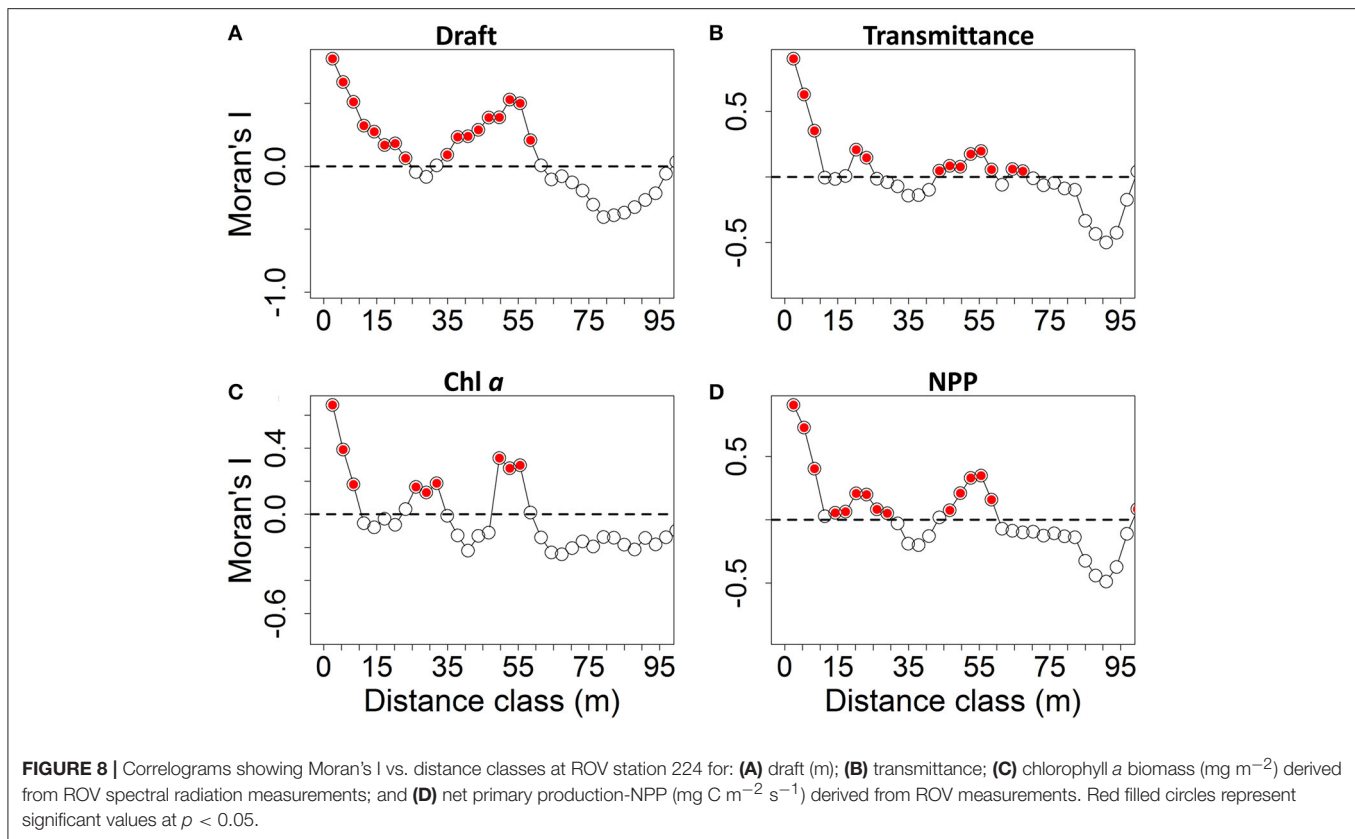 A
Draft
Moran's I
0.0
-1.0
0 15 35 55 75 95
B
Transmittance
0.5
-0.5
0 15 35 55 75 95
C
Chl a
Moran's I
0.4
0.0
-0.6
0 15 35 55 75 95
Distance class (m)
D
NPP
0.5
-0.5
0 15 35 55 75 95
Distance class (m)
FIGURE 8 | Correlograms showing Moran's I vs. distance classes at ROV station 224 for: (A) draft (m); (B) transmittance; (C) chlorophyll a biomass (mg m−2) derived
from ROV spectral radiation measurements; and (D) net primary production-NPP (mg C m−2 s−1) derived from ROV measurements. Red filled circles represent
significant values at p < 0.05.